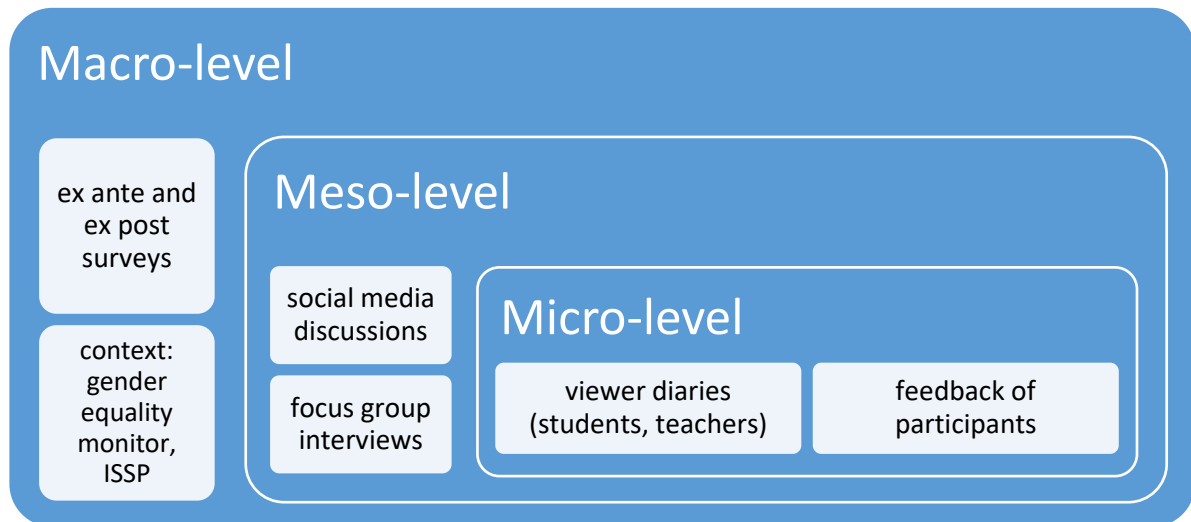 Macro-level
ex ante and
ex post
surveys
context:
gender
equality
monitor,
ISSP
Meso-level
social media
discussions
focus group
interviews
Micro-level
viewer diaries
(students, teachers)
feedback of
participants